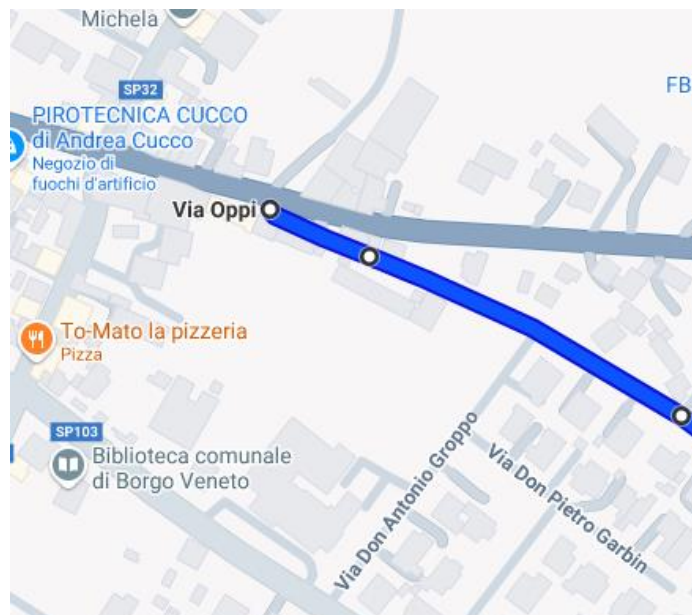 Michela
SP32
FB
PIROTECNICA CUCCO
di Andrea Cucco
Negozio di
fuochi d'artificio
Via Oppi
To-Mato la pizzeria
Pizza
SP103
Biblioteca comunale
di Borgo Veneto
Via Don Antonio Groppo
Via Don Pietro Garbin